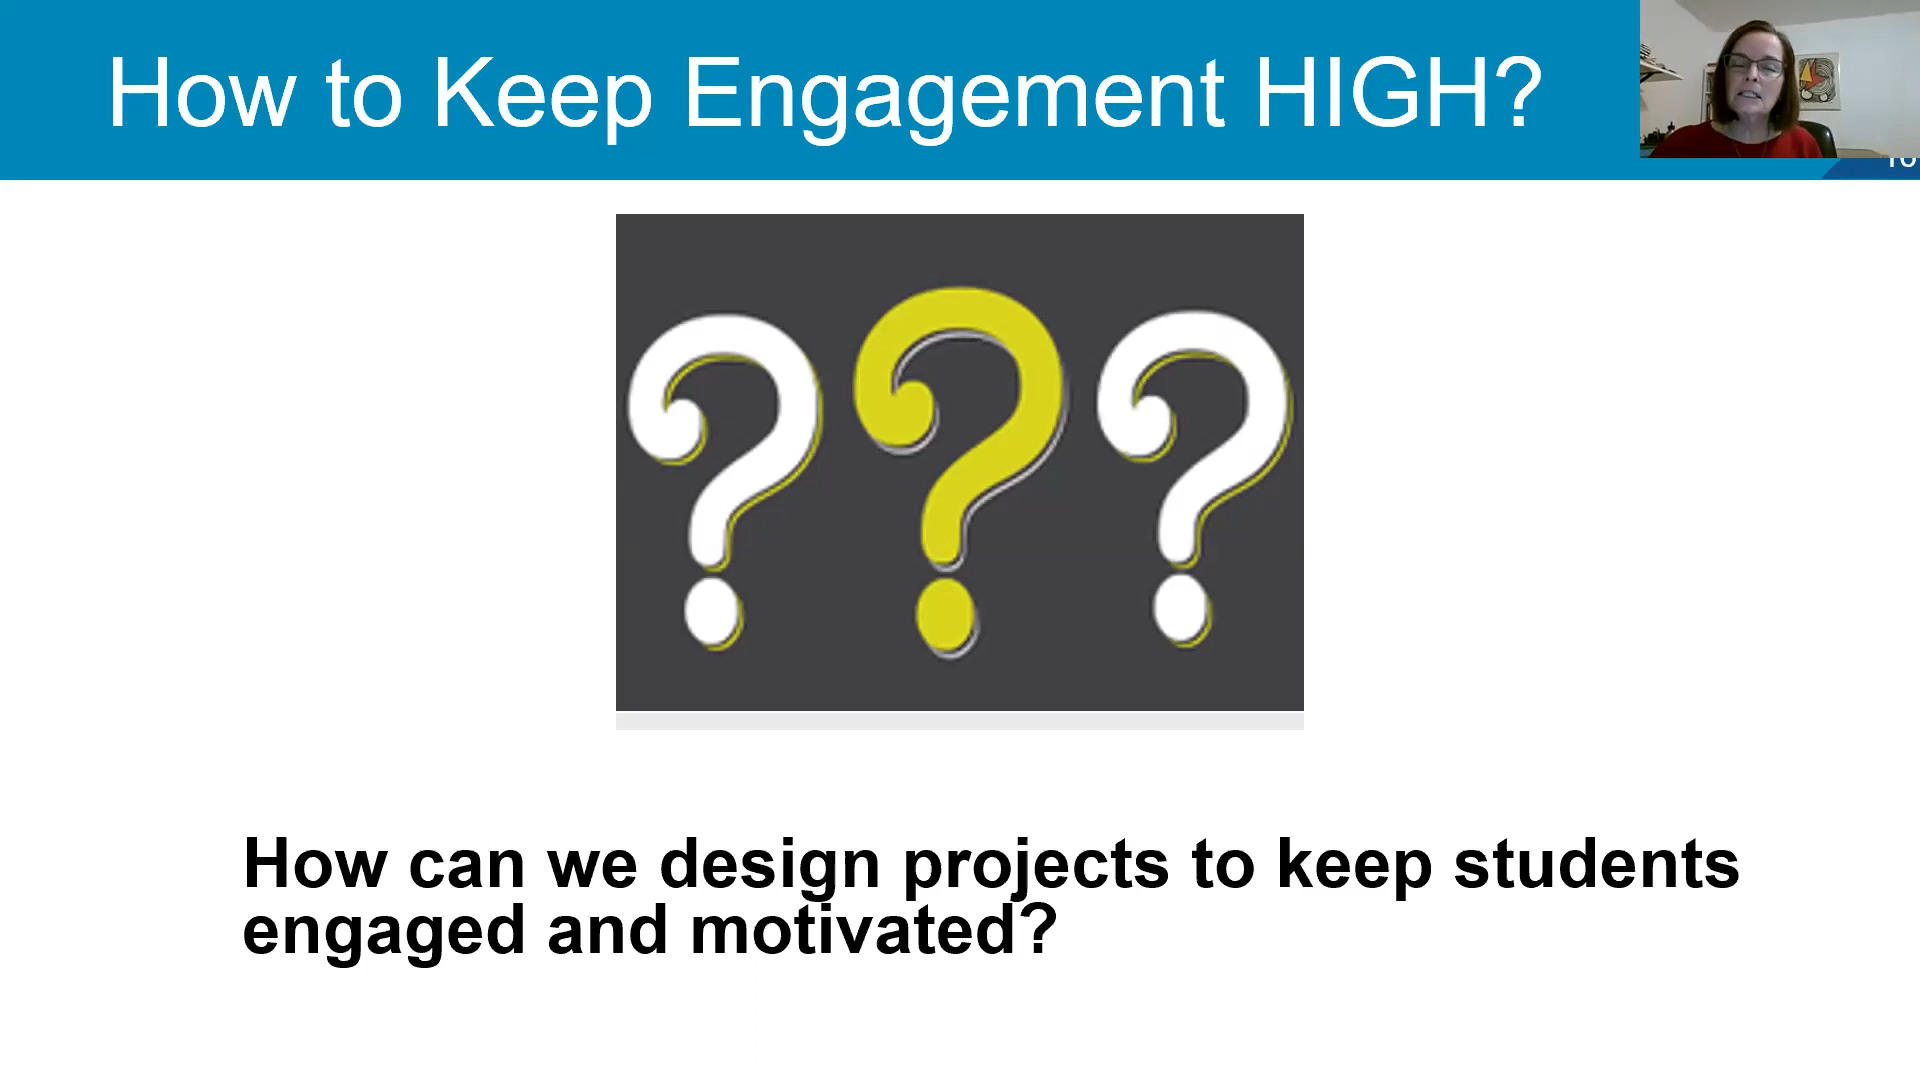 How to Keep Engagement HIGH?
???
How can we design projects to keep students
engaged and motivated?